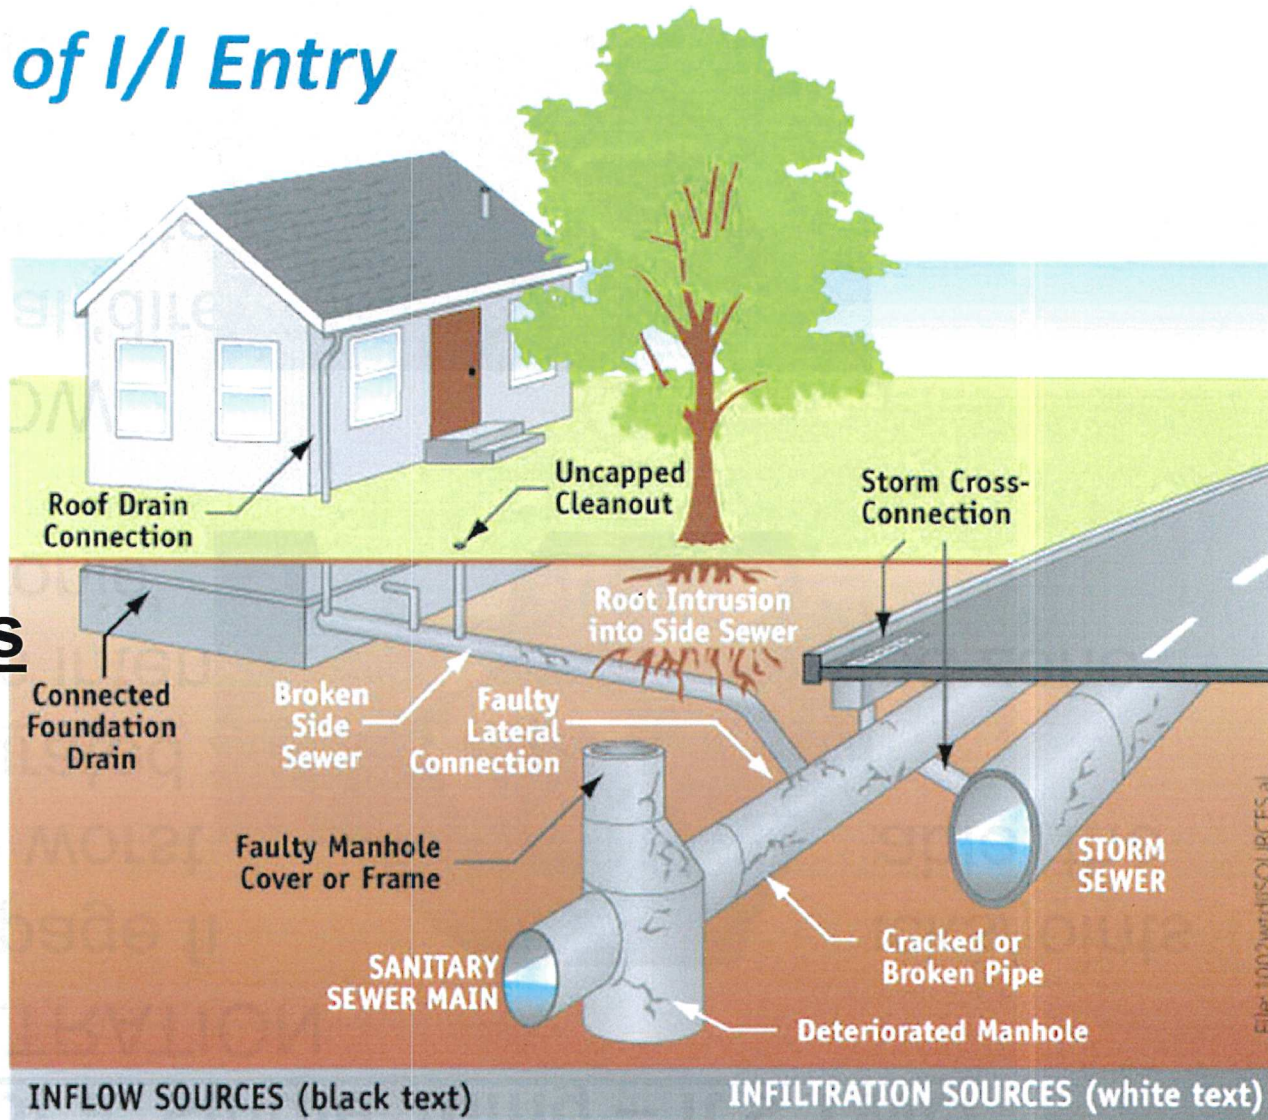 of I/I Entry
Roof Drain
Connection
Uncapped
Cleanout
Storm Cross-
Connection
s
Root Intrusion
into Side Sewer
Connected
Foundation
Drain
Broken
Side
Sewer
Faulty
Lateral
Connection
Faulty Manhole
Cover or Frame
STORM
SEWER
SANITARY
SEWER MAIN
Cracked or
Broken Pipe
Deteriorated Manhole
INFLOW SOURCES (black text)
INFILTRATION SOURCES (white text)